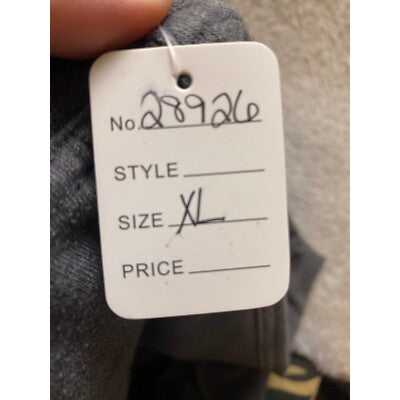 No. 28926
STYLE
SIZE XL
PRICE